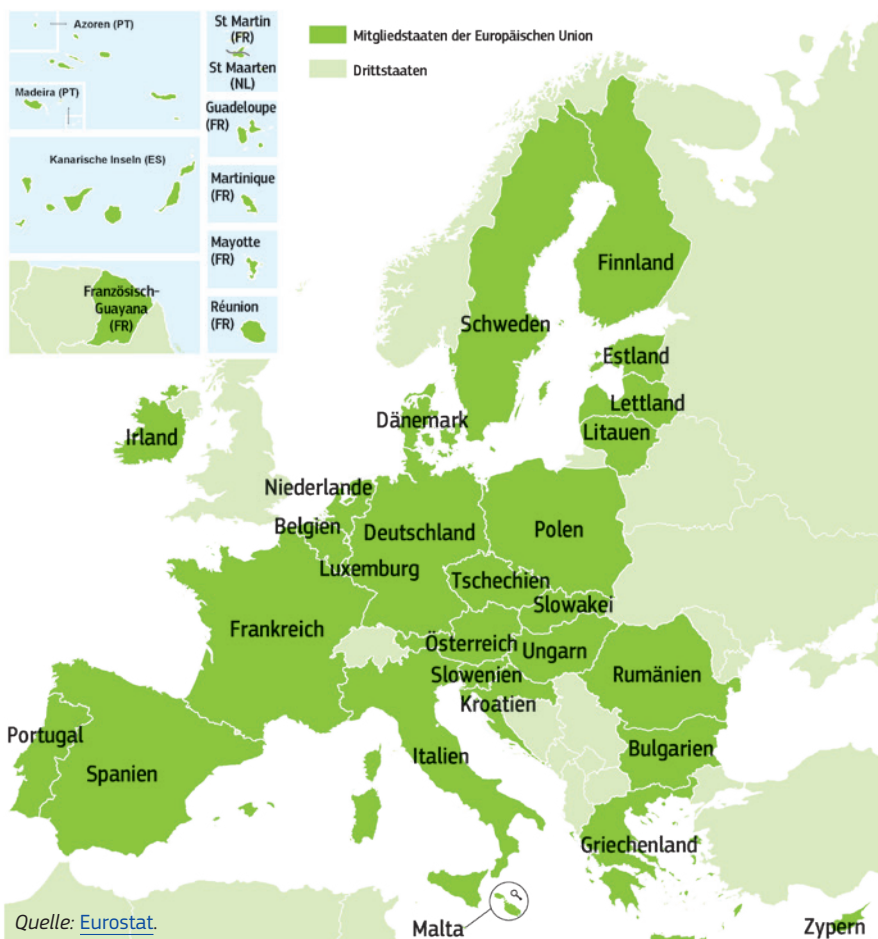 Azoren (PT)
Madeira (PT)
Kanarische Inseln (ES)
Französisch-
Guayana
(FR)
St Martin
(FR)
St Maarten
(NL)
Guadeloupe
(FR)
Martinique
(FR)
Mayotte
(FR)
Réunion
(FR)
Mitgliedstaaten der Europäischen Union
Drittstaaten
Finnland
Schweden
Estland
Lettland
Litauen
Dänemark
Irland
Niederlande
Belgien
Deutschland
Polen
Luxemburg
Tschechien
Slowakei
Frankreich
Österreich
Ungarn
Slowenien
Rumänien
Kroatien
Portugal
Spanien
Italien
Bulgarien
Griechenland
Malta
Zypern
Quelle: Eurostat.